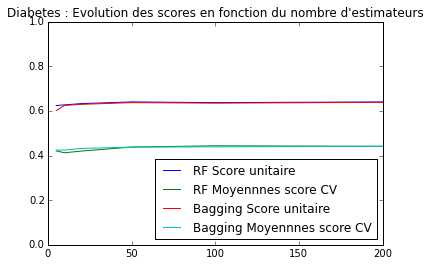 Diabetes : Evolution des scores en fonction du nombre d'estimateurs
1.0
0.8
0.6
0.4
0.2
0.0
RF Score unitaire
RF Moyennnes score CV
Bagging Score unitaire
Bagging Moyennnes score CV
0
50
100
150
200